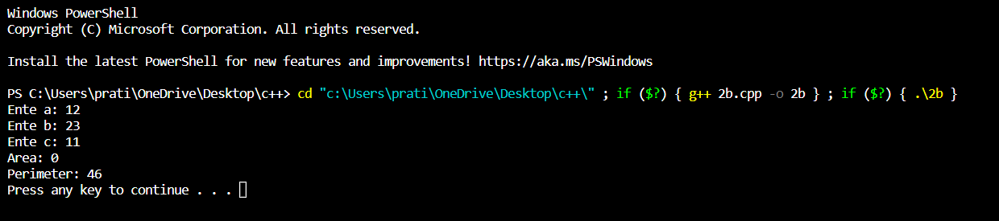 Windows PowerShell
Copyright (C) Microsoft Corporation. All rights reserved.
Install the latest PowerShell for new features and improvements! https://aka.ms/PSWindows
PS C:\Users\prati\OneDrive\Desktop\c++> cd "c:\Users\prati\OneDrive\Desktop\c++\" ; if ($?) { g++ 2b.cpp -o 2b } ; if ($?) { .\2b }
Ente a: 12
Ente b: 23
Ente c: 11
Area: 0
Perimeter: 46
Press any key to continue . . .